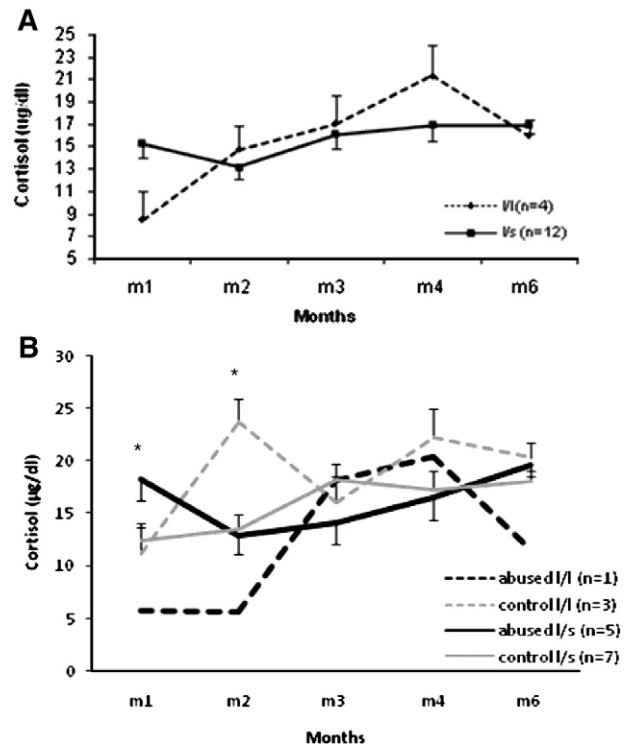 A
25
23
21
19
17
15
13
11
9
7
5
Cortisol (ug/dl)
l/l(n=4)
l/s (n=12)
m1 m2 m3 m4 m6
Months
B
30
25
20
15
10
5
0
Cortisol (µg/dl)
*
*
abused l/l (n=1)
control l/l (n=3)
abused l/s (n=5)
control l/s (n=7)
m1 m2 m3 m4 m6
Months